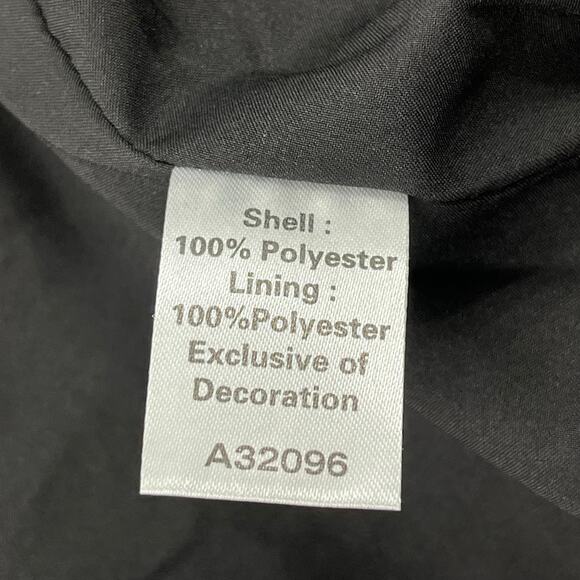 Shell :
100% Polyester
Lining :
100%Polyester
Exclusive of
Decoration
A32096